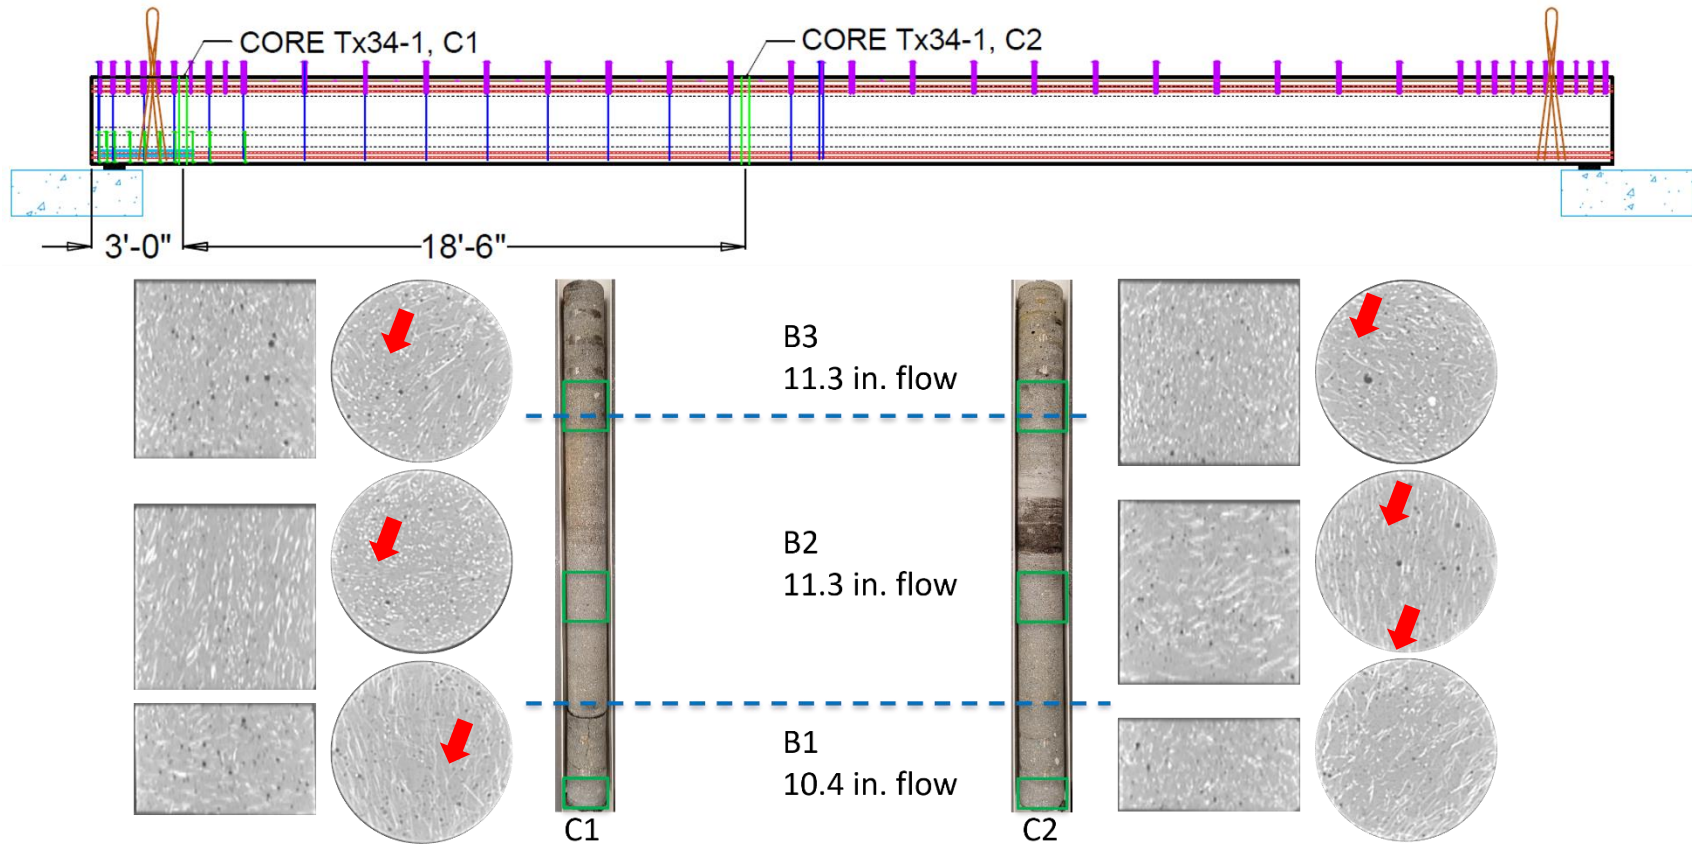 CORE Tx34-1, C1
CORE Tx34-1, C2
3'-0"
18'-6"
B3
11.3 in. flow
B2
11.3 in. flow
B1
10.4 in. flow
C1
C2